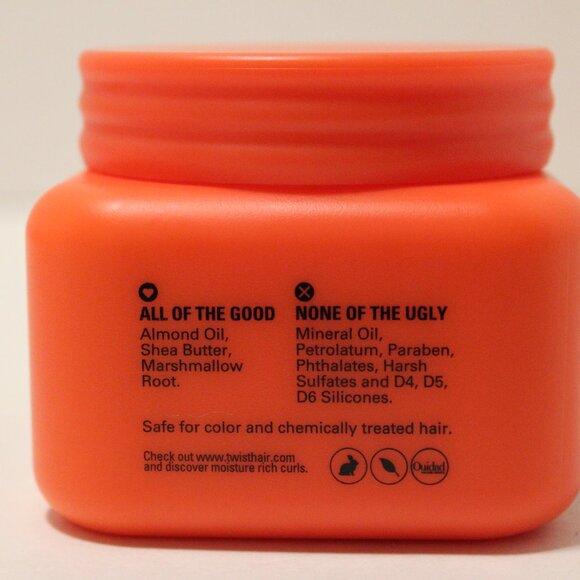 ALL OF THE GOOD
Almond Oil,
Shea Butter,
Marshmallow
Root.
NONE OF THE UGLY
Mineral Oil,
Petrolatum, Paraben,
Phthalates, Harsh
Sulfates and D4, D5,
D6 Silicones.
Safe for color and chemically treated hair.
Check out www.twisthair.com
and discover moisture rich curls.
Ouidad